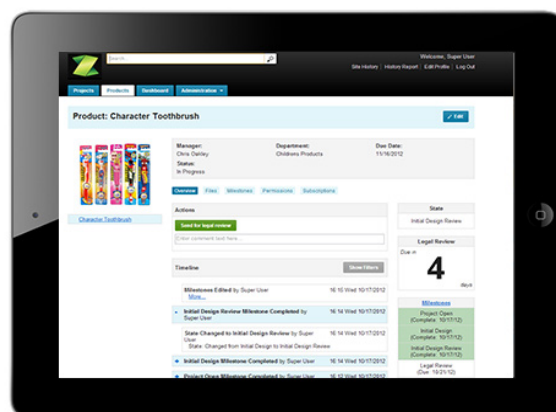 Search...
Welcome, Super User
Site History | History Report | Edit Profile | Log Out
Projects Products Dashboard Administration
Product: Character Toothbrush
Edit
Manager: Department: Due Date:
Chris Oakley Childrens Products 11/16/2012
Status:
In Progress
Character Toothbrush
Overview Files Milestones Permissions Subscriptions
Actions
Send for legal review
Enter comment text here...
State
Initial Design Review
Legal Review
Due in
4
days
Timeline
Show Filters
Milestones Edited by Super User 16:15 Wed 10/17/2012
More...
Initial Design Review Milestone Completed by 16:14 Wed 10/17/2012
Super User
State Changed to Initial Design Review by Super 16:14 Wed 10/17/2012
User
State: Changed from Initial Design to Initial Design Review
Initial Design Milestone Completed by Super User 16:14 Wed 10/17/2012
Project Open Milestone Completed by Super User 16:12 Wed 10/17/2012
Milestones
Project Open
(Complete: 10/17/12)
Initial Design
(Complete: 10/17/12)
Initial Design Review
(Complete: 10/17/12)
Legal Review
(Due: 10/21/12)